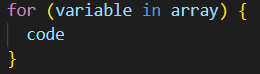 for (variable in array) {
  code
}